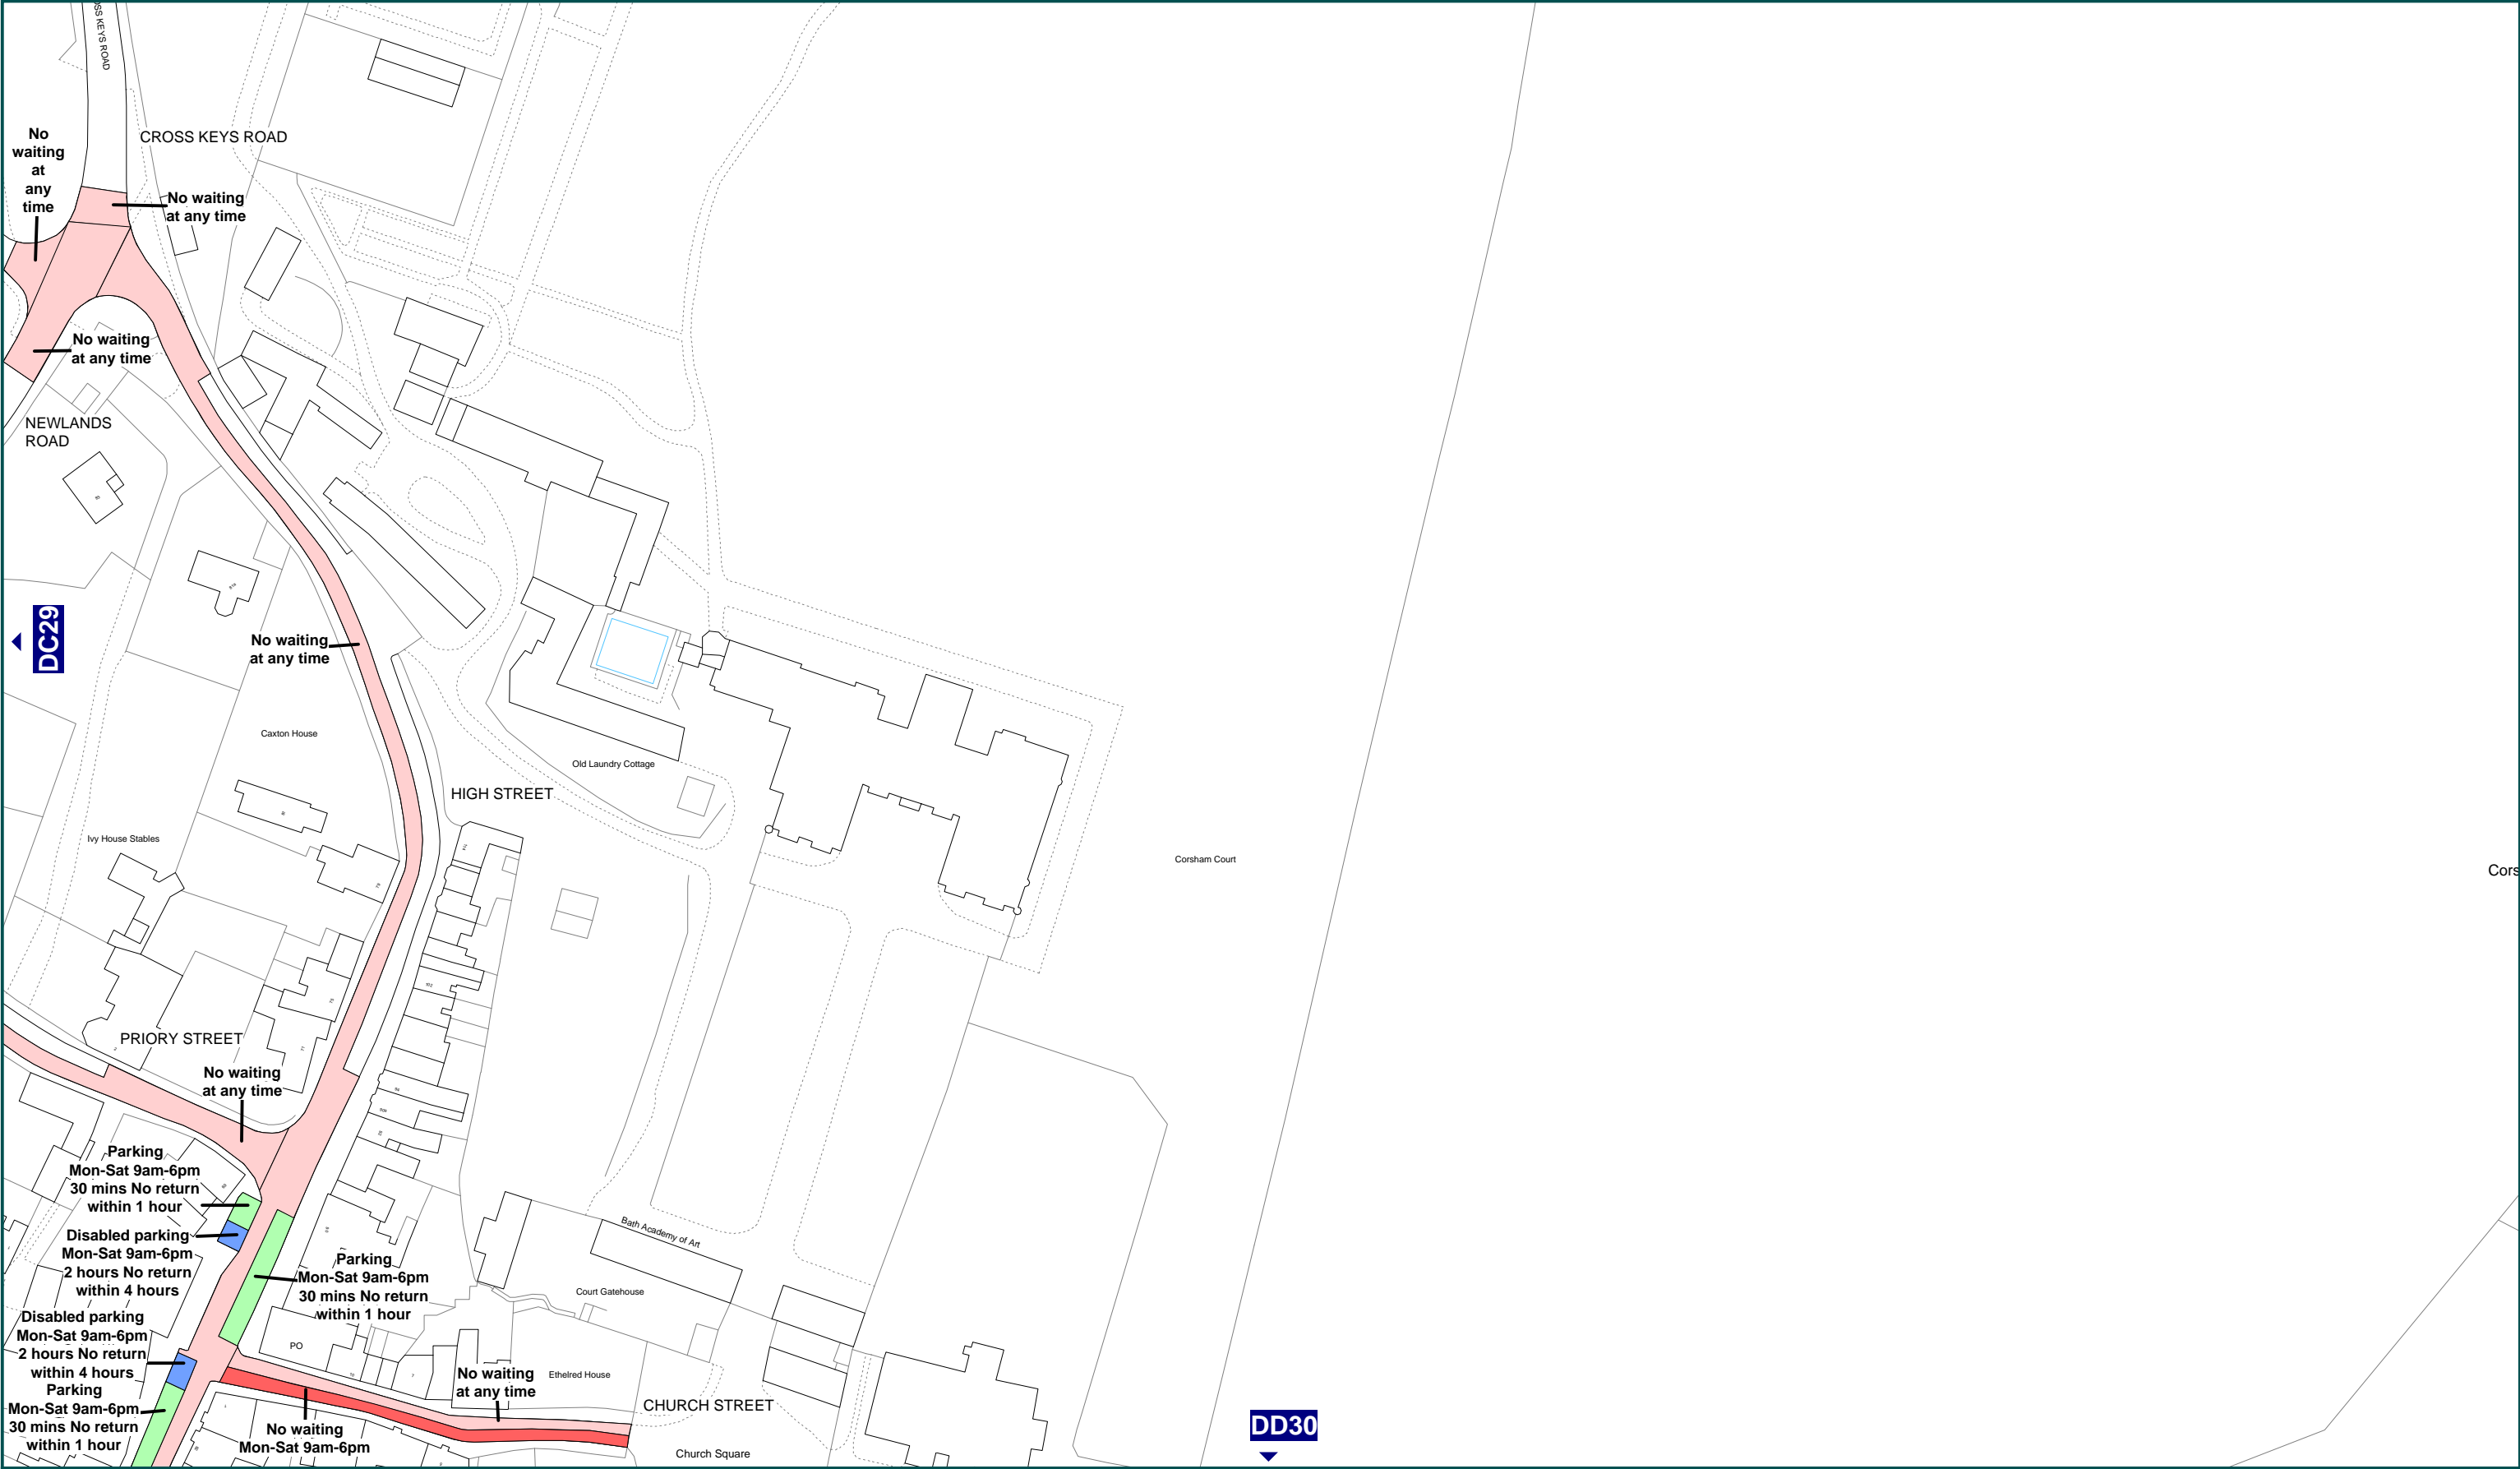 OSS KEYS ROAD
CROSS KEYS ROAD
No
waiting
at
any
time
No waiting
at any time
No waiting
at any time
NEWLANDS
ROAD
DC29
No waiting
at any time
Caxton House
Old Laundry Cottage
HIGH STREET
Ivy House Stables
Corsham Court
Cors
PRIORY STREET
No waiting
at any time
Parking
Mon-Sat 9am-6pm
30 mins No return
within 1 hour
Disabled parking
Mon-Sat 9am-6pm
2 hours No return
within 4 hours
Bath Academy of Art
Parking
Mon-Sat 9am-6pm
30 mins No return
within 1 hour
Court Gatehouse
Disabled parking
Mon-Sat 9am-6pm
2 hours No return
within 4 hours
PO
Parking
Mon-Sat 9am-6pm
30 mins No return
within 1 hour
No waiting
at any time
Ethelred House
CHURCH STREET
No waiting
Mon-Sat 9am-6pm
Church Square
DD30